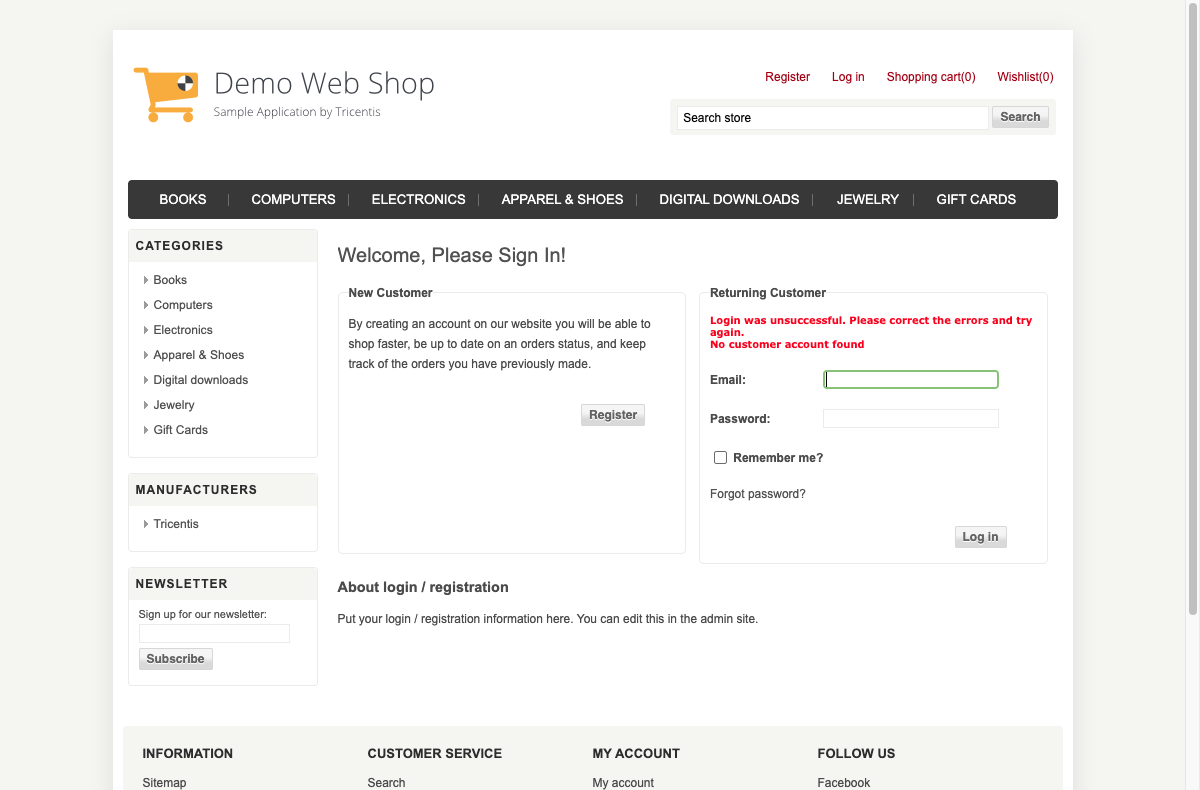 Demo Web Shop
Sample Application by Tricentis
Register Log in Shopping cart(0) Wishlist(0)
Search store Search
BOOKS COMPUTERS ELECTRONICS APPAREL & SHOES DIGITAL DOWNLOADS JEWELRY GIFT CARDS
CATEGORIES
Books
Computers
Electronics
Apparel & Shoes
Digital downloads
Jewelry
Gift Cards
MANUFACTURERS
Tricentis
NEWSLETTER
Sign up for our newsletter:
Subscribe
Welcome, Please Sign In!
New Customer
By creating an account on our website you will be able to
shop faster, be up to date on an orders status, and keep
track of the orders you have previously made.
Register
Returning Customer
Login was unsuccessful. Please correct the errors and try
again.
No customer account found
Email:
Password:
Remember me?
Forgot password?
Log in
About login / registration
Put your login / registration information here. You can edit this in the admin site.
INFORMATION CUSTOMER SERVICE MY ACCOUNT FOLLOW US
Sitemap Search My account Facebook